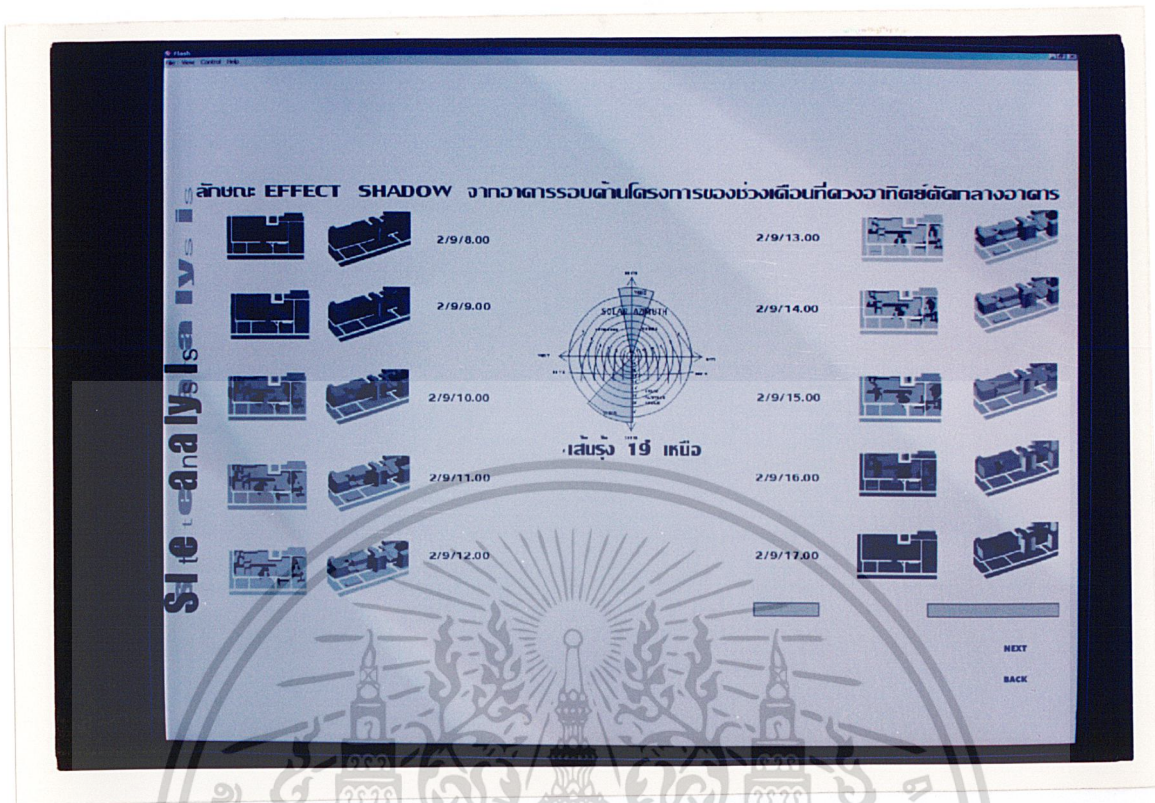 Flash
File View Control Help
ลักษณะ EFFECT SHADOW จากอาคารรอบด้านโครงการของช่วงเดือนที่ดวงอาทิตย์ตัดกลางอาคาร
2/9/8.00
2/9/9.00
2/9/10.00
2/9/11.00
2/9/12.00
SOLAR AZIMUTH
เส้นรุ้ง 19 เหนือ
2/9/13.00
2/9/14.00
2/9/15.00
2/9/16.00
2/9/17.00
NEXT
BACK
Site analysis